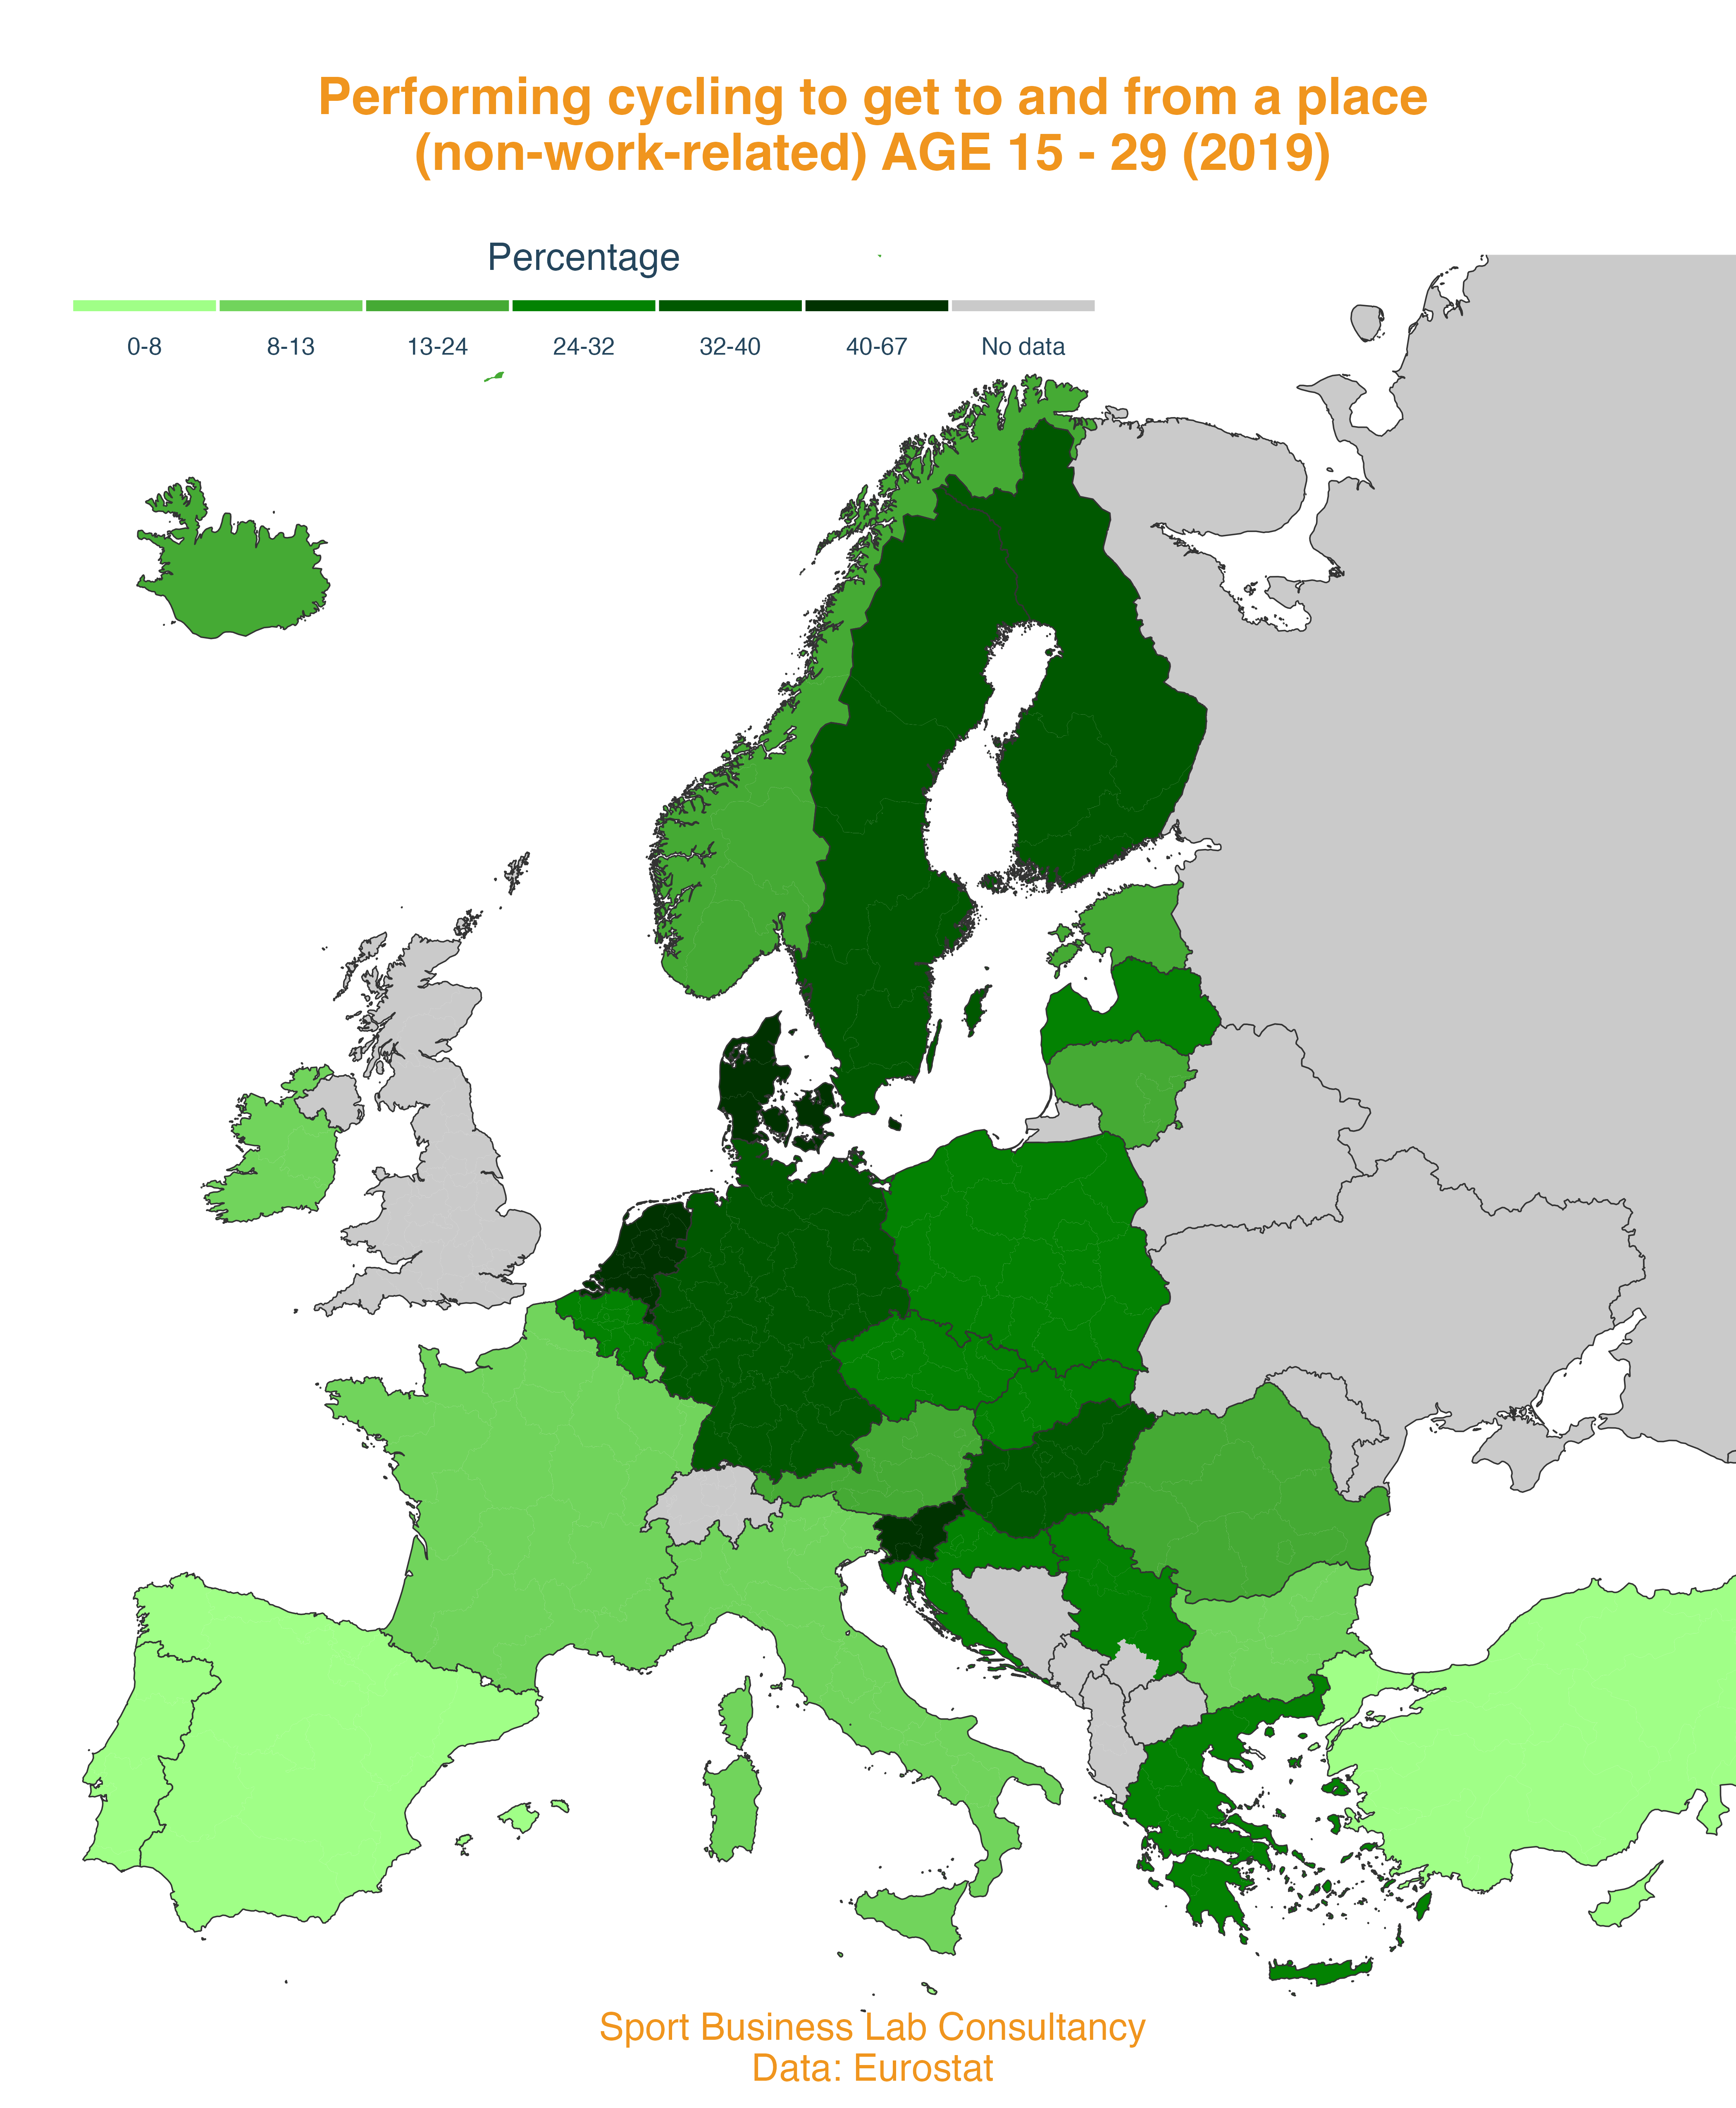 Performing cycling to get to and from a place
(non-work-related) AGE 15 - 29 (2019)
Percentage
0-8 8-13 13-24 24-32 32-40 40-67 No data
Sport Business Lab Consultancy
Data: Eurostat